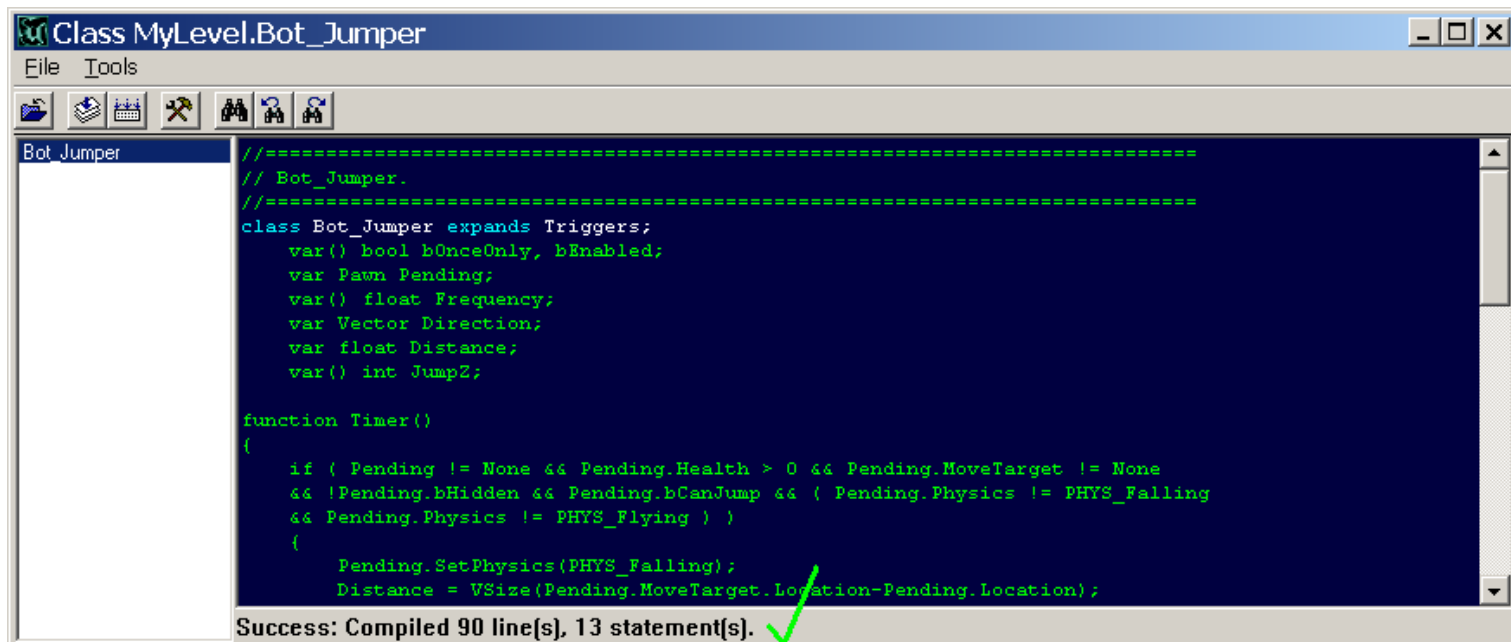 Class MyLevel.Bot_Jumper
File Tools
Bot_Jumper
//=============================================================================
// Bot_Jumper.
//=============================================================================
class Bot_Jumper expands Triggers;
var() bool bOnceOnly, bEnabled;
var Pawn Pending;
var() float Frequency;
var Vector Direction;
var float Distance;
var() int JumpZ;
function Timer()
{
if ( Pending != None && Pending.Health > 0 && Pending.MoveTarget != None
&& !Pending.bHidden && Pending.bCanJump && ( Pending.Physics != PHYS_Falling
&& Pending.Physics != PHYS_Flying ) )
{
Pending.SetPhysics(PHYS_Falling);
Distance = VSize(Pending.MoveTarget.Location-Pending.Location);
Success: Compiled 90 line(s), 13 statement(s).